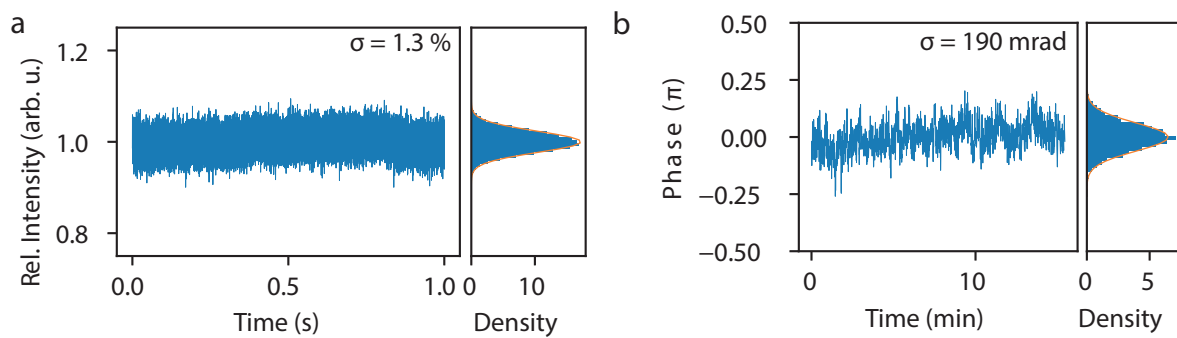 a
σ = 1.3 %
1.2
1.0
0.8
Rel. Intensity (arb. u.)
0.0
0.5
1.0
0
10
Time (s)
Density
b
σ = 190 mrad
0.50
0.25
0.00
−0.25
−0.50
Phase (π)
0
10
0
5
Time (min)
Density